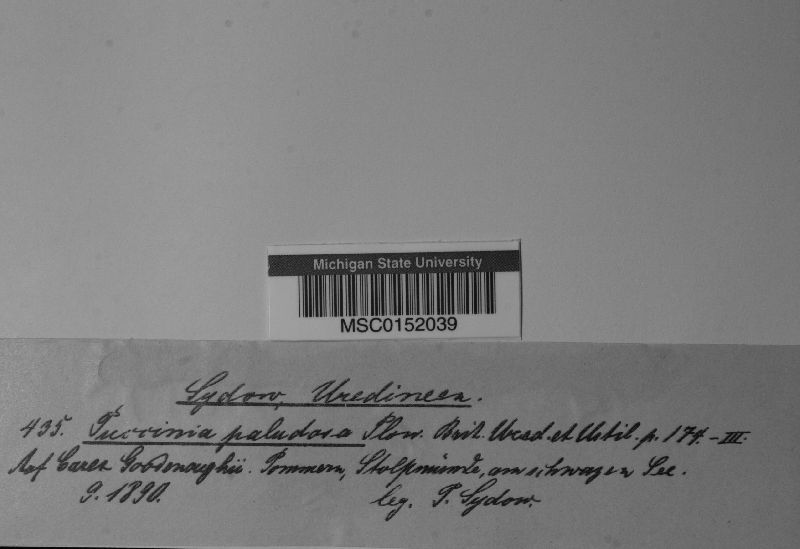 Michigan State University
MSC0152039
Sydow, Uredineen.
435. Puccinia paludosa Plow. Brit. Ured. et Ustil. p. 174. - III.
Auf Carex Goodenoughii. Pommern, Stolpmünde, am schwagen See.
9. 1890. leg. P. Sydow.